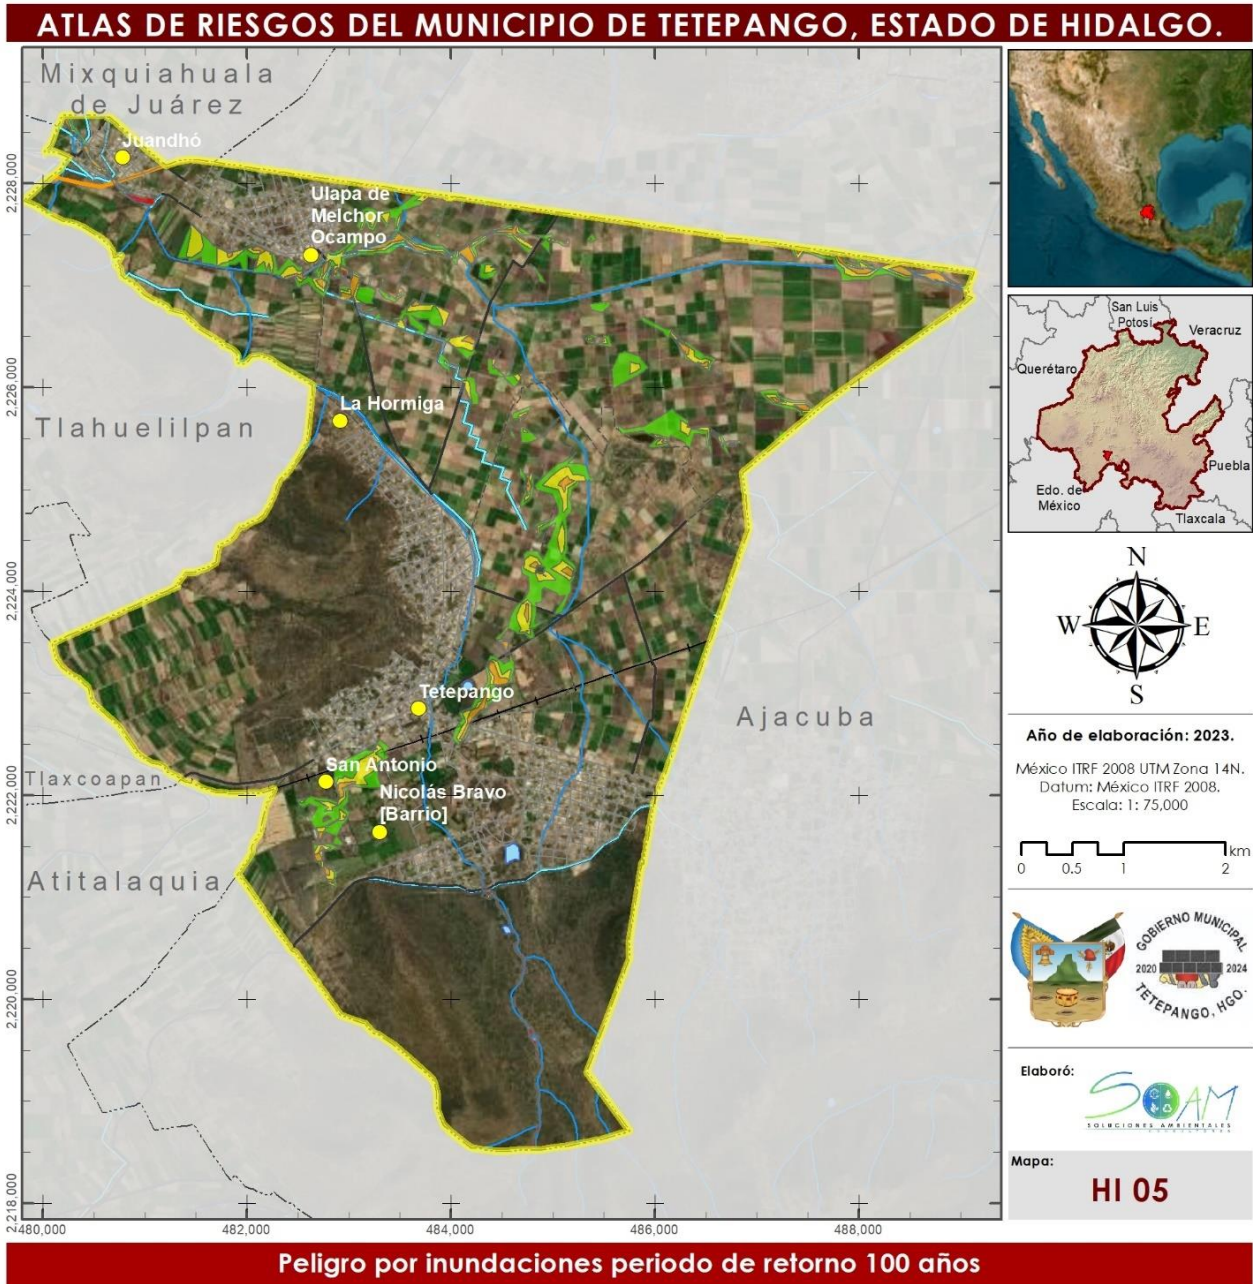 ATLAS DE RIESGOS DEL MUNICIPIO DE TETEPANGO, ESTADO DE HIDALGO.
Mixquiahuala
de Juárez
Juandhó
Ulapa de
Melchor
Ocampo
La Hormiga
Tlahuelilpan
Tetepango
Ajacuba
San Antonio
Nicolás Bravo
[Barrio]
Tlaxcoapan
Atitalaquia
2,228,000
2,226,000
2,224,000
2,222,000
2,220,000
2,218,000
480,000
482,000
484,000
486,000
488,000
San Luis
Potosí
Veracruz
Querétaro
Puebla
Edo. de
México
Tlaxcala
N
W
E
S
Año de elaboración: 2023.
México ITRF 2008 UTM Zona 14N.
Datum: México ITRF 2008.
Escala: 1: 75,000
km
0 0.5 1 2
GOBIERNO MUNICIPAL
2020 2024
TETEPANGO, HGO.
Elaboró:
SOAM
SOLUCIONES AMBIENTALES
Mapa:
HI 05
Peligro por inundaciones periodo de retorno 100 años